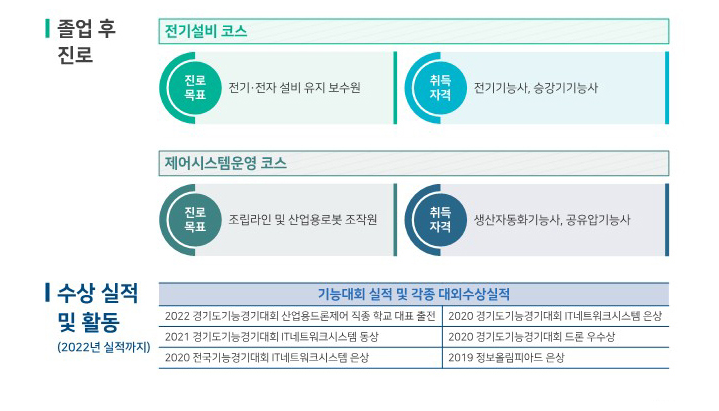 졸업 후
진로
전기설비 코스
진로
목표
전기·전자 설비 유지 보수원
취득
자격
전기기능사, 승강기기능사
제어시스템운영 코스
진로
목표
조립라인 및 산업용로봇 조작원
취득
자격
생산자동화기능사, 공유압기능사
수상 실적
및 활동
(2022년 실적까지)
기능대회 실적 및 각종 대외수상실적
2022 경기도기능경기대회 산업용드론제어 직종 학교 대표 출전
2020 경기도기능경기대회 IT네트워크시스템 은상
2021 경기도기능경기대회 IT네트워크시스템 동상
2020 경기도기능경기대회 드론 우수상
2020 전국기능경기대회 IT네트워크시스템 은상
2019 정보올림피아드 은상